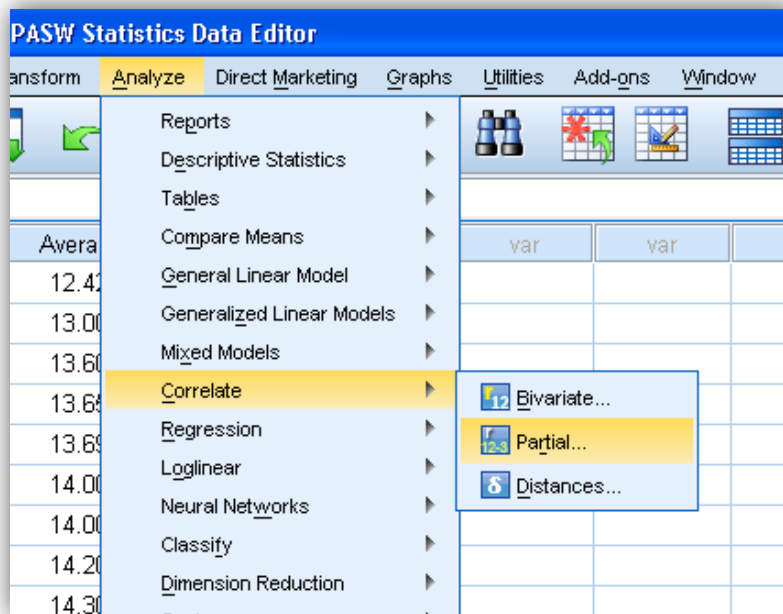 PASW Statistics Data Editor
ansform Analyze Direct Marketing Graphs Utilities Add-ons Window
Reports
Descriptive Statistics
Tables
Compare Means
General Linear Model
Generalized Linear Models
Mixed Models
Correlate
Regression
Loglinear
Neural Networks
Classify
Dimension Reduction
12 Bivariate...
12-3 Partial...
δ Distances...
Avera var var
12.42
13.00
13.60
13.65
13.69
14.00
14.00
14.20
14.30